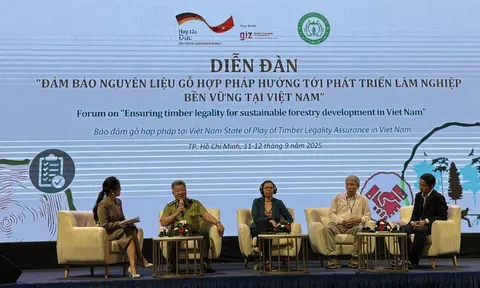 Hợp tác
Đức
giz
DIỄN ĐÀN
"ĐẢM BẢO NGUYÊN LIỆU GỖ HỢP PHÁP HƯỚNG TỚI PHÁT TRIỂN LÂM NGHIỆP
BỀN VỮNG TẠI VIỆT NAM"
Forum on "Ensuring timber legality for sustainable forestry development in Viet Nam"
Bảo đảm gỗ hợp pháp tại Việt Nam State of Play of Timber Legality Assurance in Viet Nam
TP. Hồ Chí Minh, 11-12 tháng 9 năm 2025